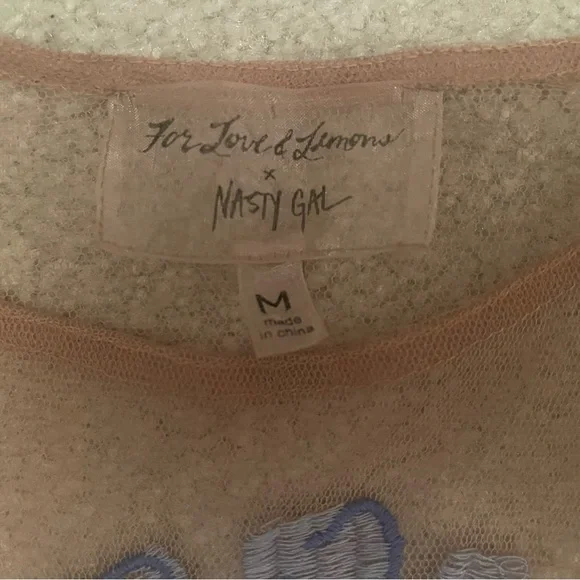 For Love & Lemons
x
NASTY GAL
M
made
in china